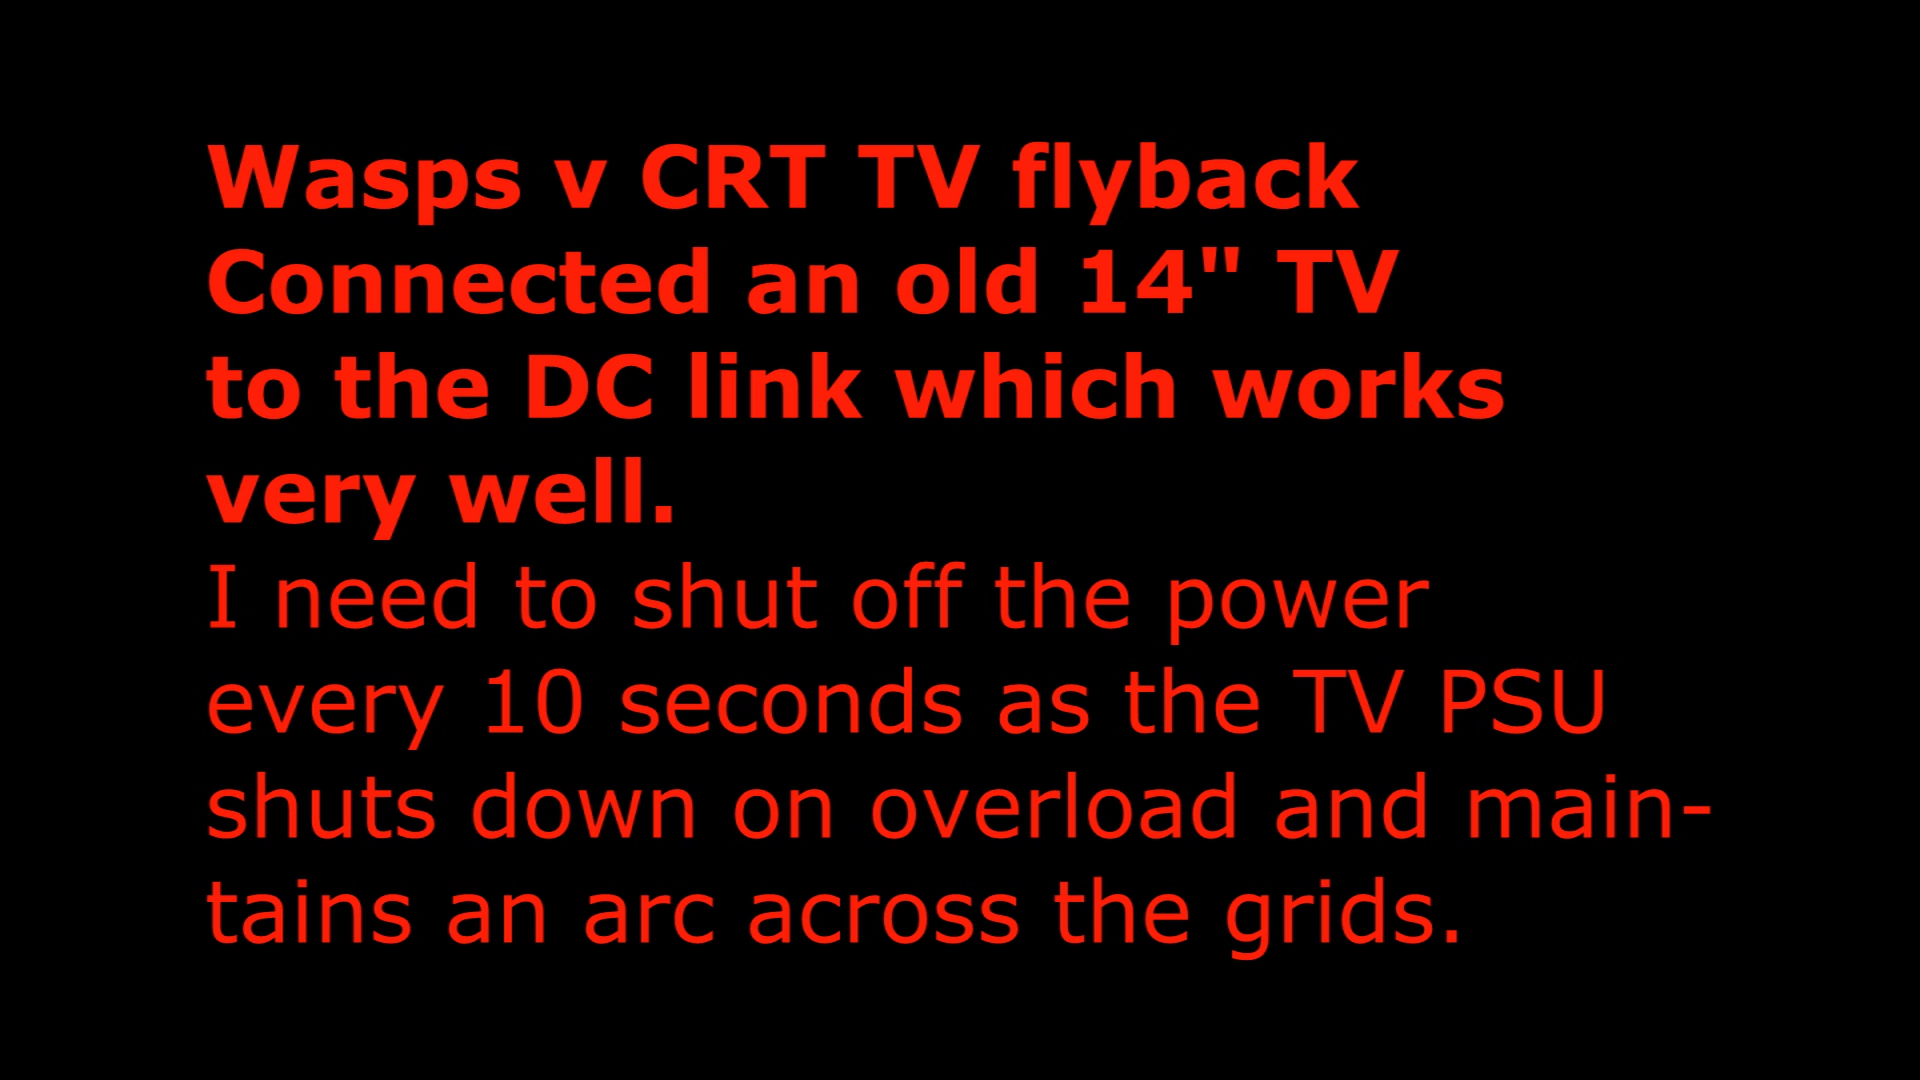 Wasps v CRT TV flyback
Connected an old 14" TV
to the DC link which works
very well.
I need to shut off the power
every 10 seconds as the TV PSU
shuts down on overload and main-
tains an arc across the grids.